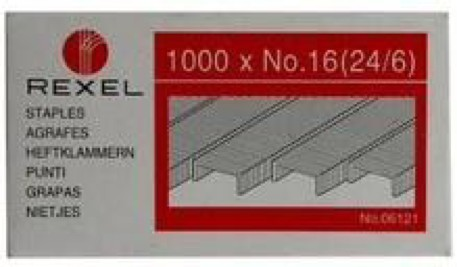 REXEL
STAPLES
AGRAFES
HEFTKLAMMERN
PUNTI
GRAPAS
NIETJES
1000 x No.16(24/6)
No.06121